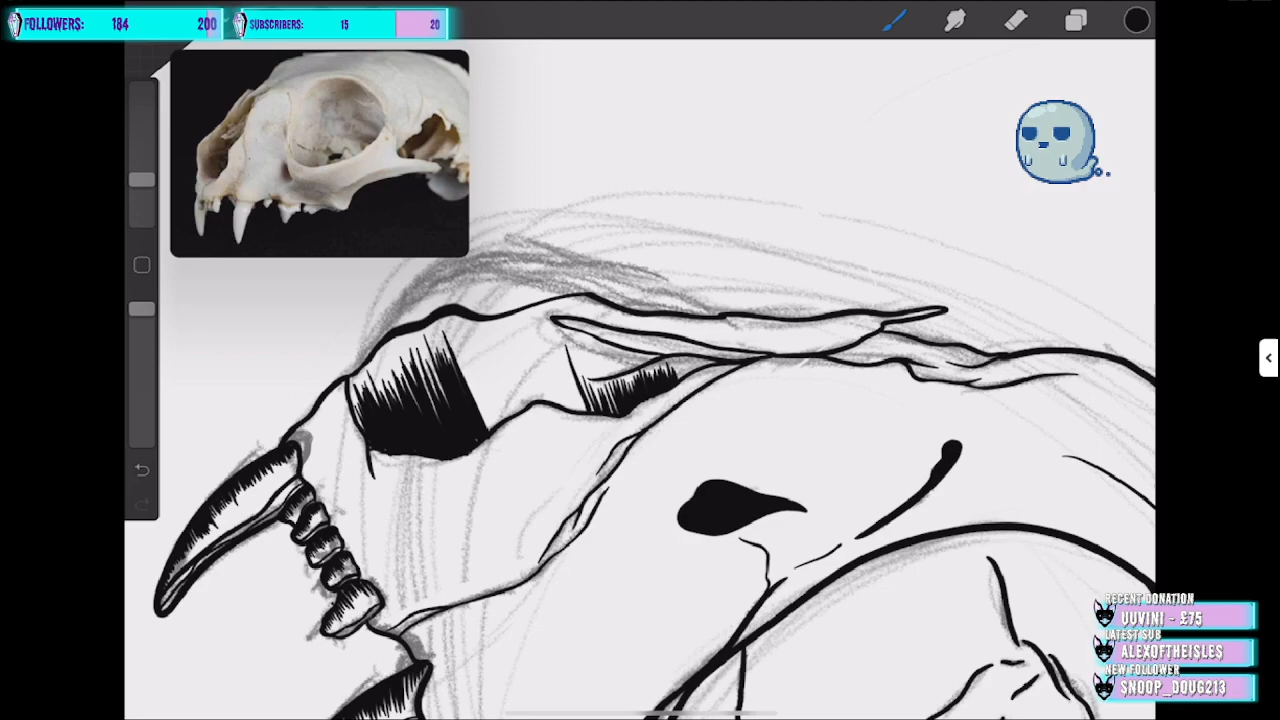 FOLLOWERS: 184 200
SUBSCRIBERS: 15 20
RECENT DONATION
UUVINI - £75
LATEST SUB
ALEXOFTHEISLES
NEW FOLLOWER
SNOOP_DOUG213